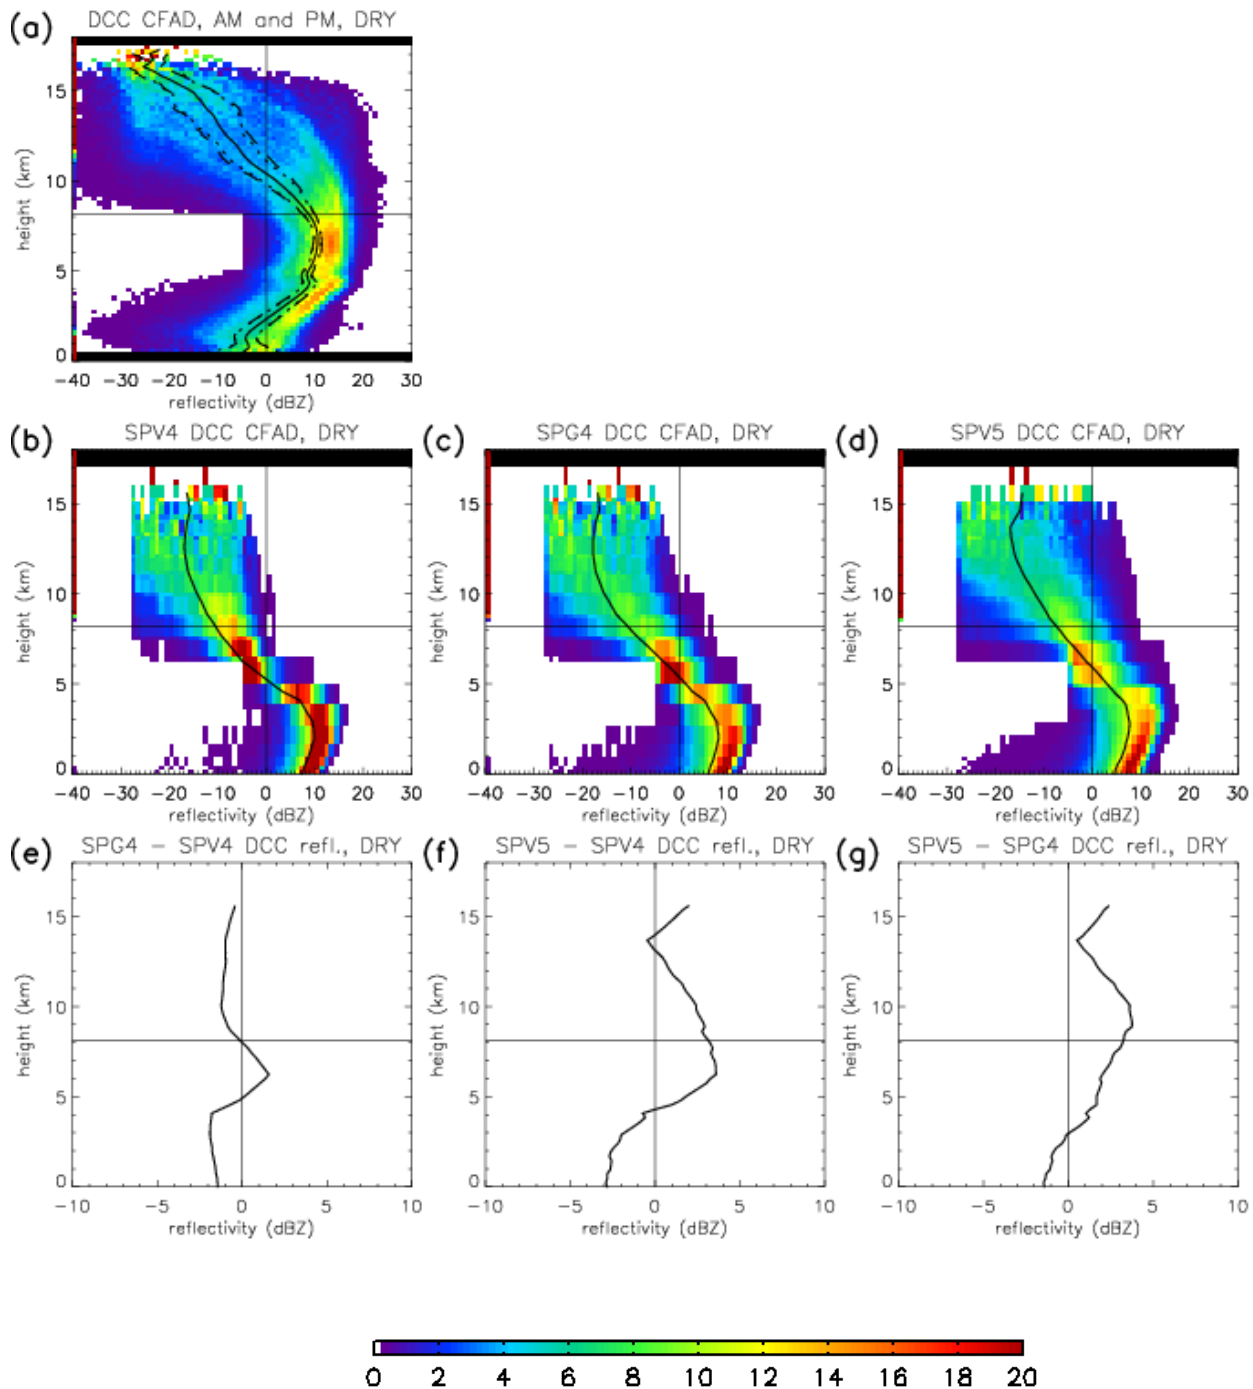 (a) DCC CFAD, AM and PM, DRY
height (km)
15
10
5
0
-40 -30 -20 -10 0 10 20 30
reflectivity (dBZ)
(b) SPV4 DCC CFAD, DRY
height (km)
15
10
5
0
-40 -30 -20 -10 0 10 20 30
reflectivity (dBZ)
(c) SPG4 DCC CFAD, DRY
height (km)
15
10
5
0
-40 -30 -20 -10 0 10 20 30
reflectivity (dBZ)
(d) SPV5 DCC CFAD, DRY
height (km)
15
10
5
0
-40 -30 -20 -10 0 10 20 30
reflectivity (dBZ)
(e) SPG4 - SPV4 DCC refl., DRY
height (km)
15
10
5
0
-10 -5 0 5 10
reflectivity (dBZ)
(f) SPV5 - SPV4 DCC refl., DRY
height (km)
15
10
5
0
-10 -5 0 5 10
reflectivity (dBZ)
(g) SPV5 - SPG4 DCC refl., DRY
height (km)
15
10
5
0
-10 -5 0 5 10
reflectivity (dBZ)
0 2 4 6 8 10 12 14 16 18 20